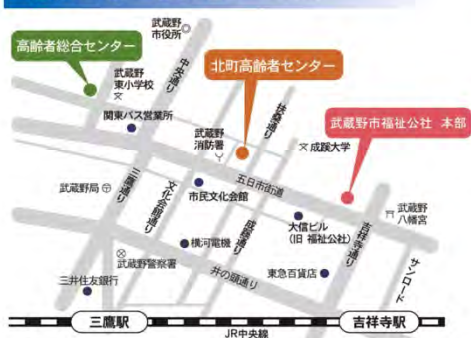 武蔵野
市役所
高齢者総合センター
中央通り
武蔵野
東小学校
北町高齢者センター
関東バス営業所
扶桑通り
武蔵野
消防署
成蹊大学
武蔵野市福祉公社 本部
五日市街道
武蔵野局
三鷹通り
文化会館通り
市民文化会館
成蹊通り
大信ビル
(旧 福祉公社)
吉祥寺通り
武蔵野
八幡宮
横河電機
武蔵野警察署
井の頭通り
東急百貨店
サンロード
三井住友銀行
三鷹駅
JR中央線
吉祥寺駅